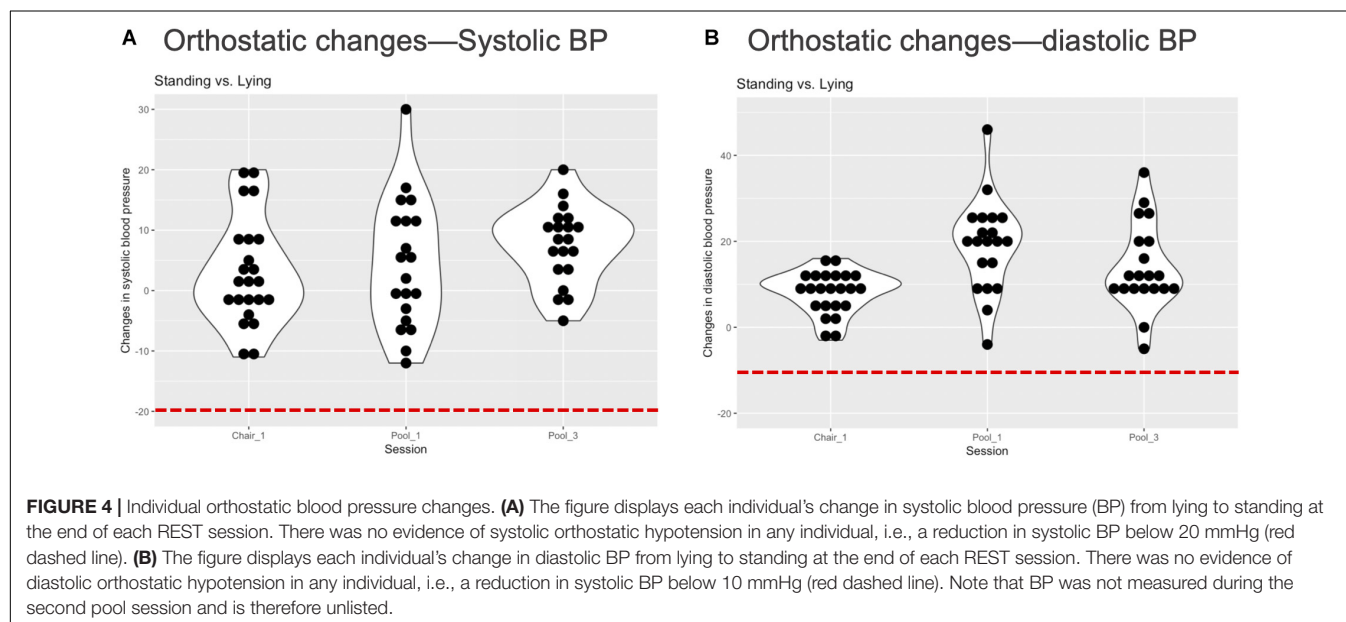 A Orthostatic changes—Systolic BP
Standing vs. Lying
Changes in systolic blood pressure
30
20
10
0
-10
-20
Chair_1 Pool_1 Pool_3
Session
B Orthostatic changes—diastolic BP
Standing vs. Lying
Changes in diastolic blood pressure
40
20
0
-20
Chair_1 Pool_1 Pool_3
Session
FIGURE 4 | Individual orthostatic blood pressure changes. (A) The figure displays each individual's change in systolic blood pressure (BP) from lying to standing at
the end of each REST session. There was no evidence of systolic orthostatic hypotension in any individual, i.e., a reduction in systolic BP below 20 mmHg (red
dashed line). (B) The figure displays each individual's change in diastolic BP from lying to standing at the end of each REST session. There was no evidence of
diastolic orthostatic hypotension in any individual, i.e., a reduction in systolic BP below 10 mmHg (red dashed line). Note that BP was not measured during the
second pool session and is therefore unlisted.